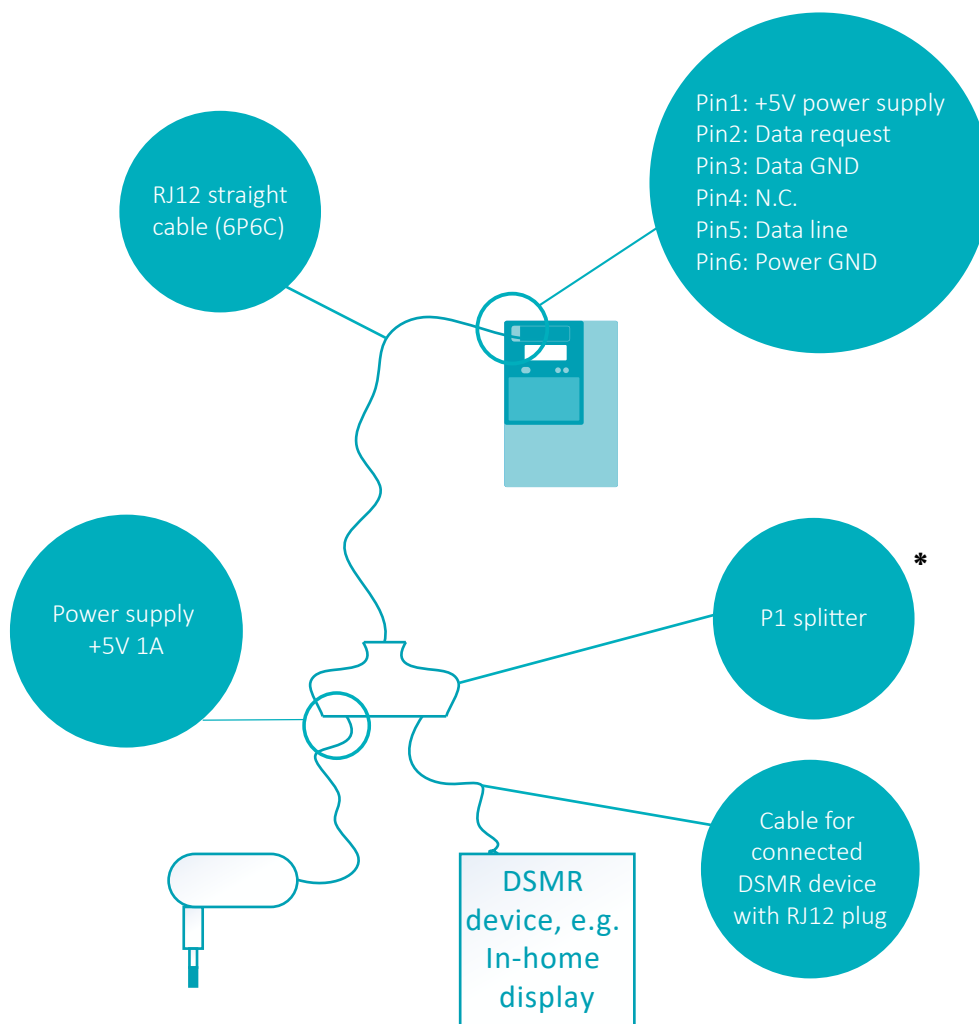 Pin1: +5V power supply
Pin2: Data request
Pin3: Data GND
Pin4: N.C.
Pin5: Data line
Pin6: Power GND
RJ12 straight
cable (6P6C)
Power supply
+5V 1A
P1 splitter
*
Cable for
connected
DSMR device
with RJ12 plug
DSMR
device, e.g.
In-home
display